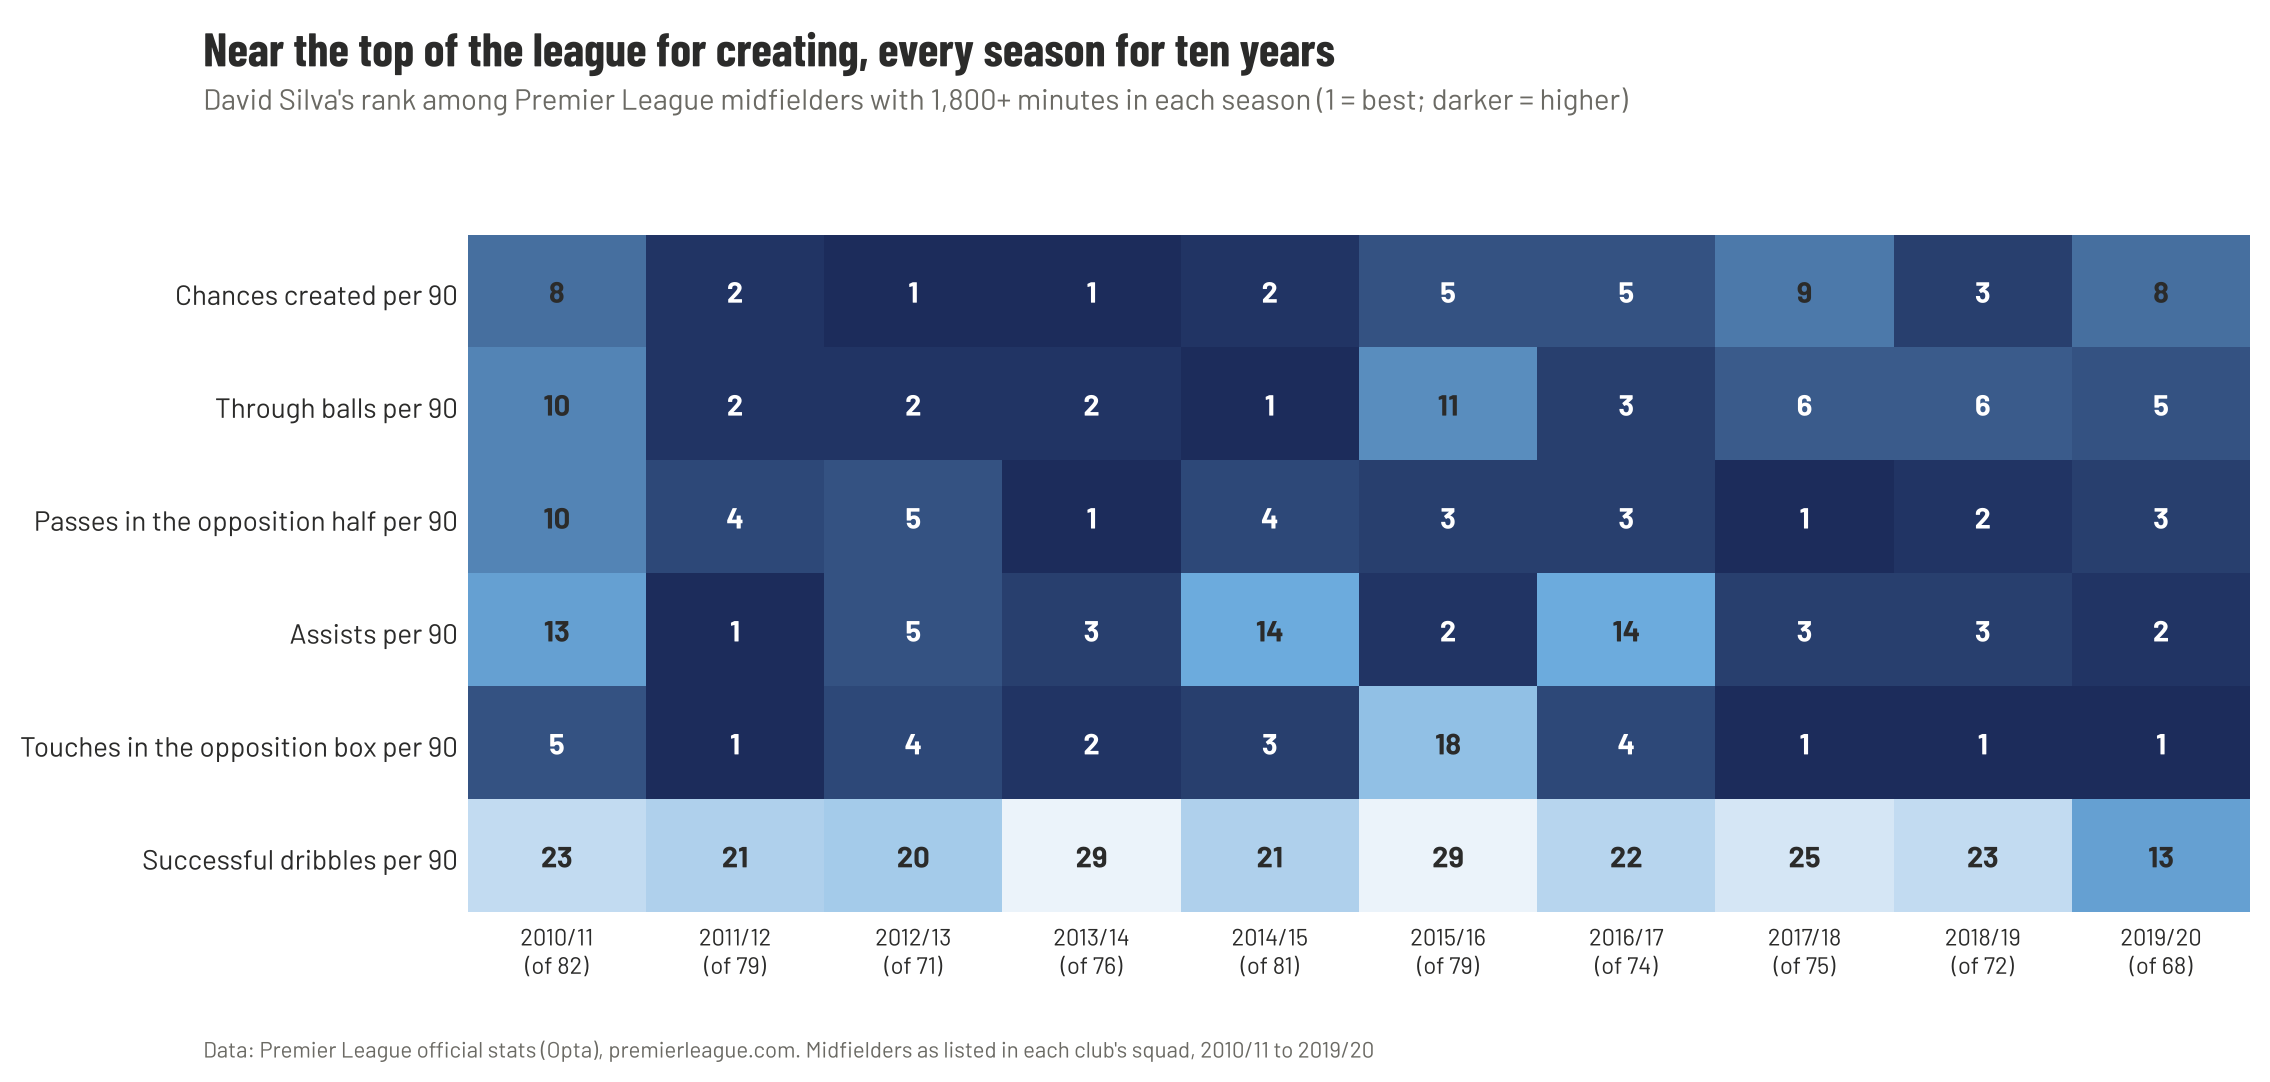 Near the top of the league for creating, every season for ten years
David Silva's rank among Premier League midfielders with 1,800+ minutes in each season (1 = best; darker = higher)
Chances created per 90 8 2 1 1 2 5 5 9 3 8
Through balls per 90 10 2 2 2 1 11 3 6 6 5
Passes in the opposition half per 90 10 4 5 1 4 3 3 1 2 3
Assists per 90 13 1 5 3 14 2 14 3 3 2
Touches in the opposition box per 90 5 1 4 2 3 18 4 1 1 1
Successful dribbles per 90 23 21 20 29 21 29 22 25 23 13
2010/11 2011/12 2012/13 2013/14 2014/15 2015/16 2016/17 2017/18 2018/19 2019/20
(of 82) (of 79) (of 71) (of 76) (of 81) (of 79) (of 74) (of 75) (of 72) (of 68)
Data: Premier League official stats (Opta), premierleague.com. Midfielders as listed in each club's squad, 2010/11 to 2019/20